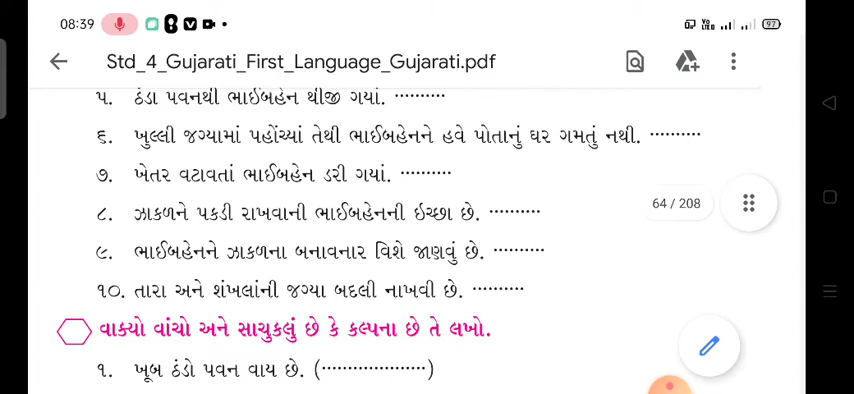 08:39
97
Std_4_Gujarati_First_Language_Gujarati.pdf
૫. ઠંડા પવનથી ભાઈબહેન થીજી ગયાં. ··········
૬. ખુલ્લી જગ્યામાં પહોંચ્યાં તેથી ભાઈબહેનને હવે પોતાનું ઘર ગમતું નથી. ··········
૭. ખેતર વટાવતાં ભાઈબહેન ડરી ગયાં. ··········
૮. ઝાકળને પકડી રાખવાની ભાઈબહેનની ઇચ્છા છે. ··········
64 / 208
૯. ભાઈબહેનને ઝાકળના બનાવનાર વિશે જાણવું છે. ··········
૧૦. તારા અને શંખલાંની જગ્યા બદલી નાખવી છે. ··········
વાક્યો વાંચો અને સાચુકલું છે કે કલ્પના છે તે લખો.
૧. ખૂબ ઠંડો પવન વાય છે. (····················)